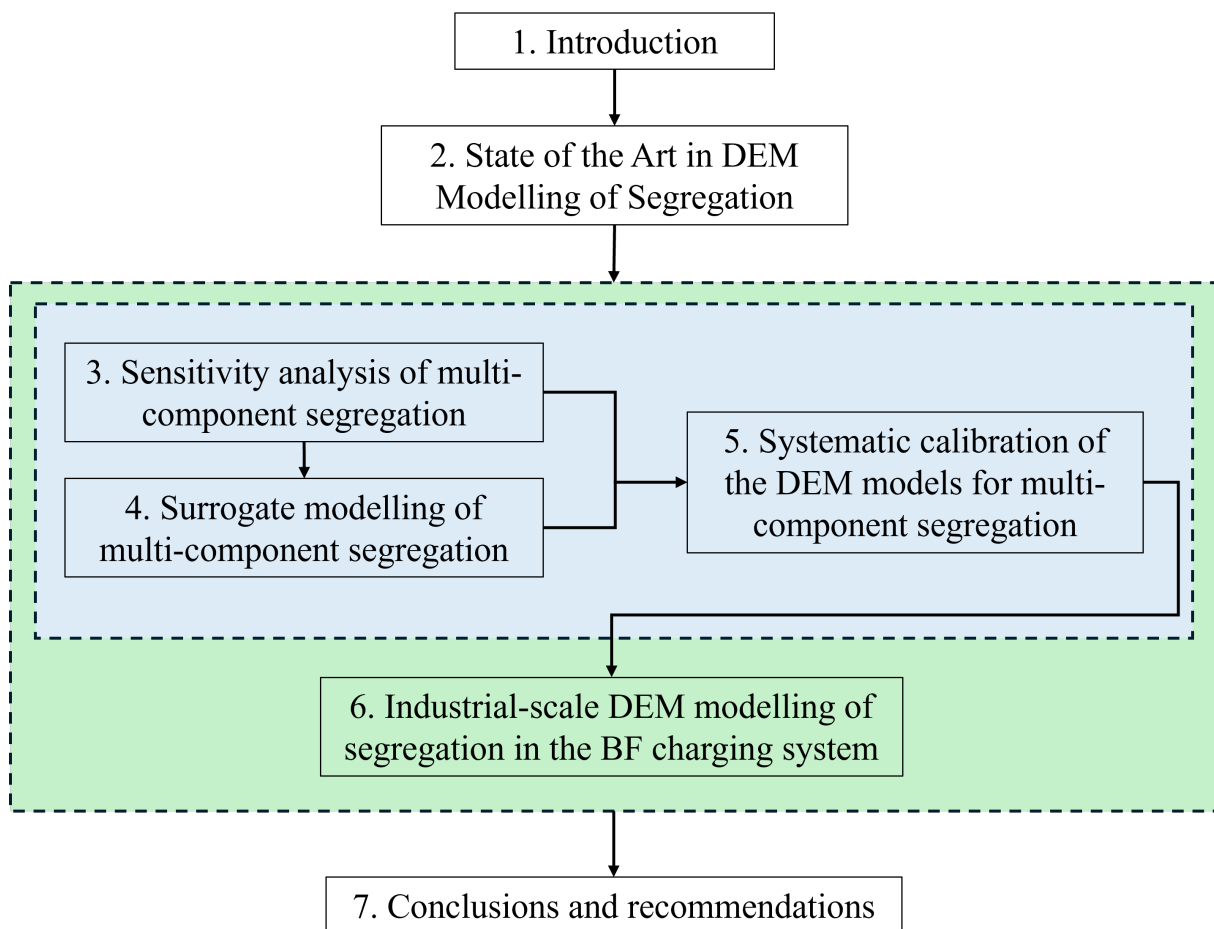 1. Introduction
2. State of the Art in DEM
Modelling of Segregation
3. Sensitivity analysis of multi-
component segregation
4. Surrogate modelling of
multi-component segregation
5. Systematic calibration of
the DEM models for multi-
component segregation
6. Industrial-scale DEM modelling of
segregation in the BF charging system
7. Conclusions and recommendations